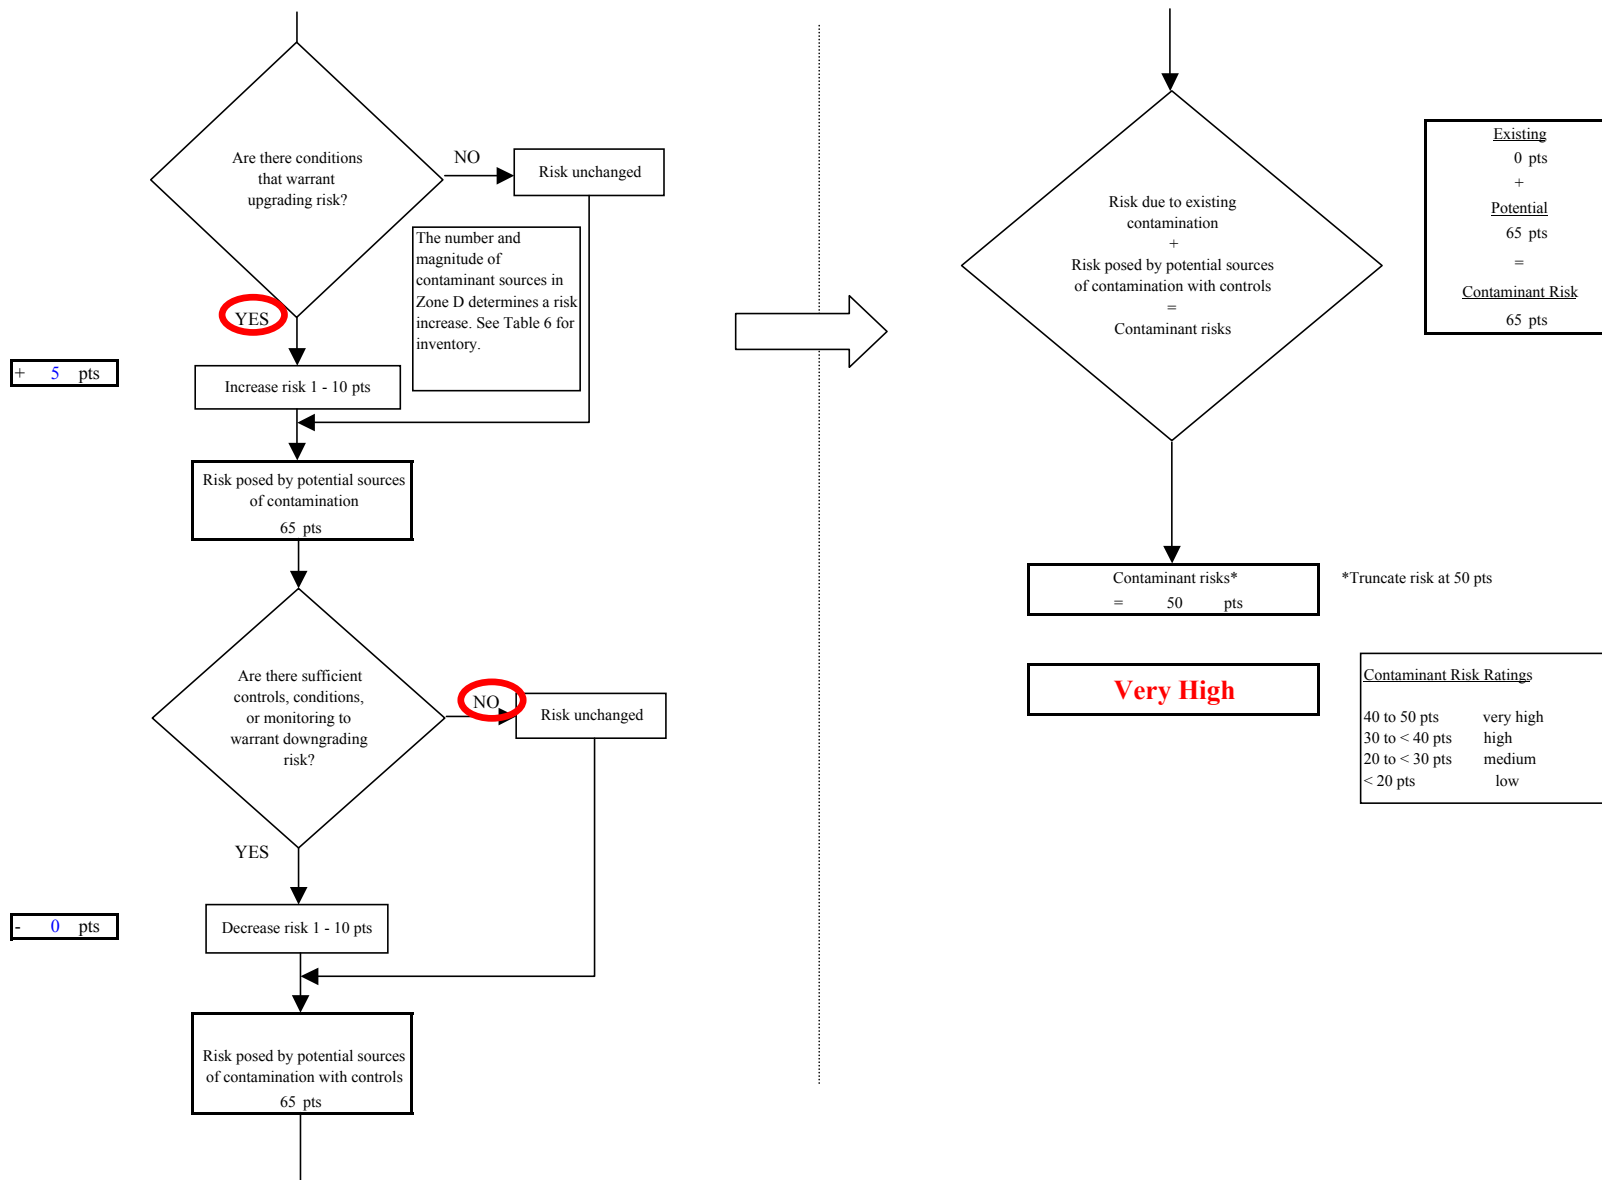 Are there conditions
that warrant
upgrading risk?
NO
Risk unchanged
The number and
magnitude of
contaminant sources in
Zone D determines a risk
increase. See Table 6 for
inventory.
YES
+ 5 pts
Increase risk 1 - 10 pts
Risk posed by potential sources
of contamination
65 pts
Are there sufficient
controls, conditions,
or monitoring to
warrant downgrading
risk?
NO
Risk unchanged
YES
- 0 pts
Decrease risk 1 - 10 pts
Risk posed by potential sources
of contamination with controls
65 pts
Risk due to existing
contamination
+
Risk posed by potential sources
of contamination with controls
=
Contaminant risks
Existing
0 pts
+
Potential
65 pts
=
Contaminant Risk
65 pts
Contaminant risks*
= 50 pts
*Truncate risk at 50 pts
Very High
Contaminant Risk Ratings
40 to 50 pts very high
30 to < 40 pts high
20 to < 30 pts medium
< 20 pts low